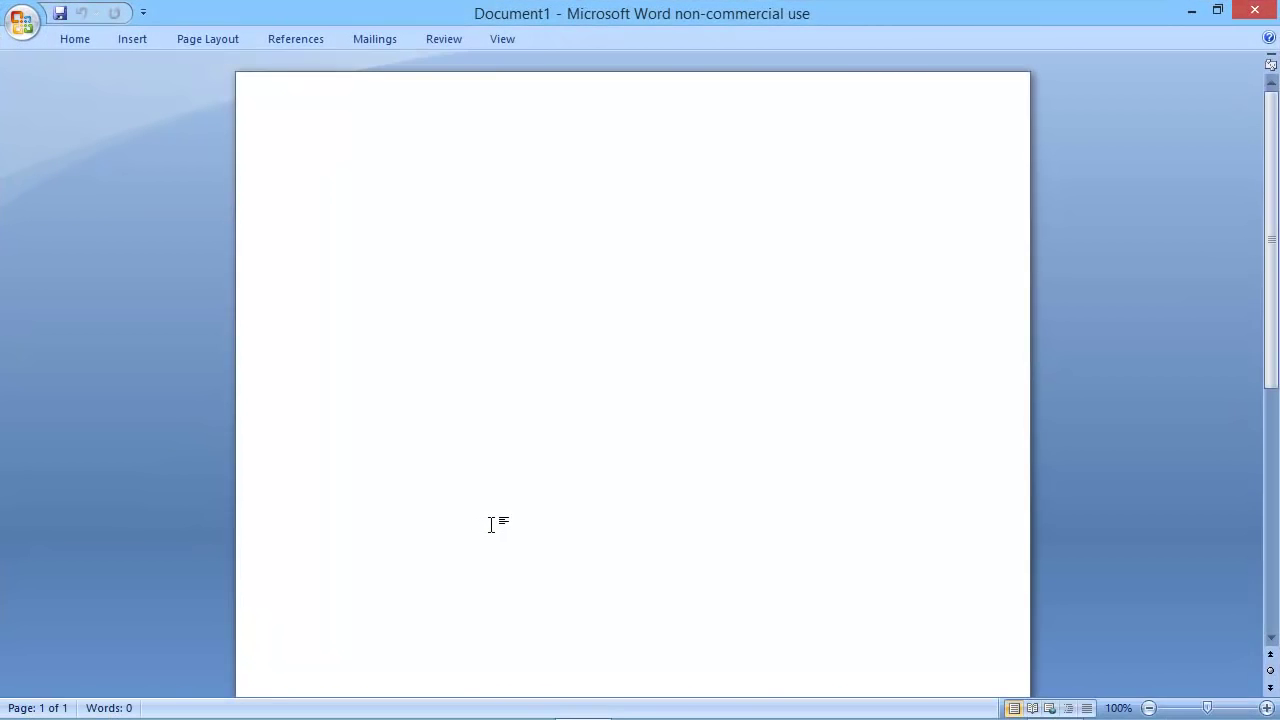 Document1 - Microsoft Word non-commercial use
Home Insert Page Layout References Mailings Review View
Page: 1 of 1 Words: 0 100%